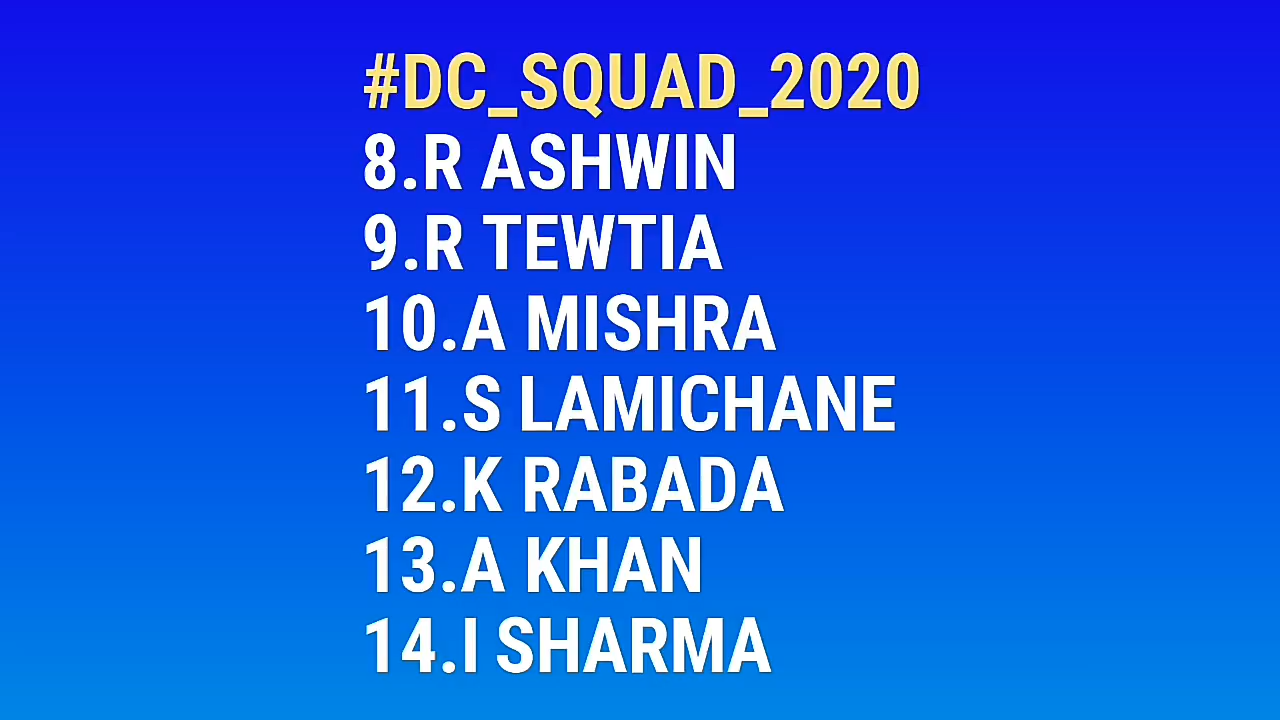 #DC_SQUAD_2020
8.R ASHWIN
9.R TEWTIA
10.A MISHRA
11.S LAMICHANE
12.K RABADA
13.A KHAN
14.I SHARMA